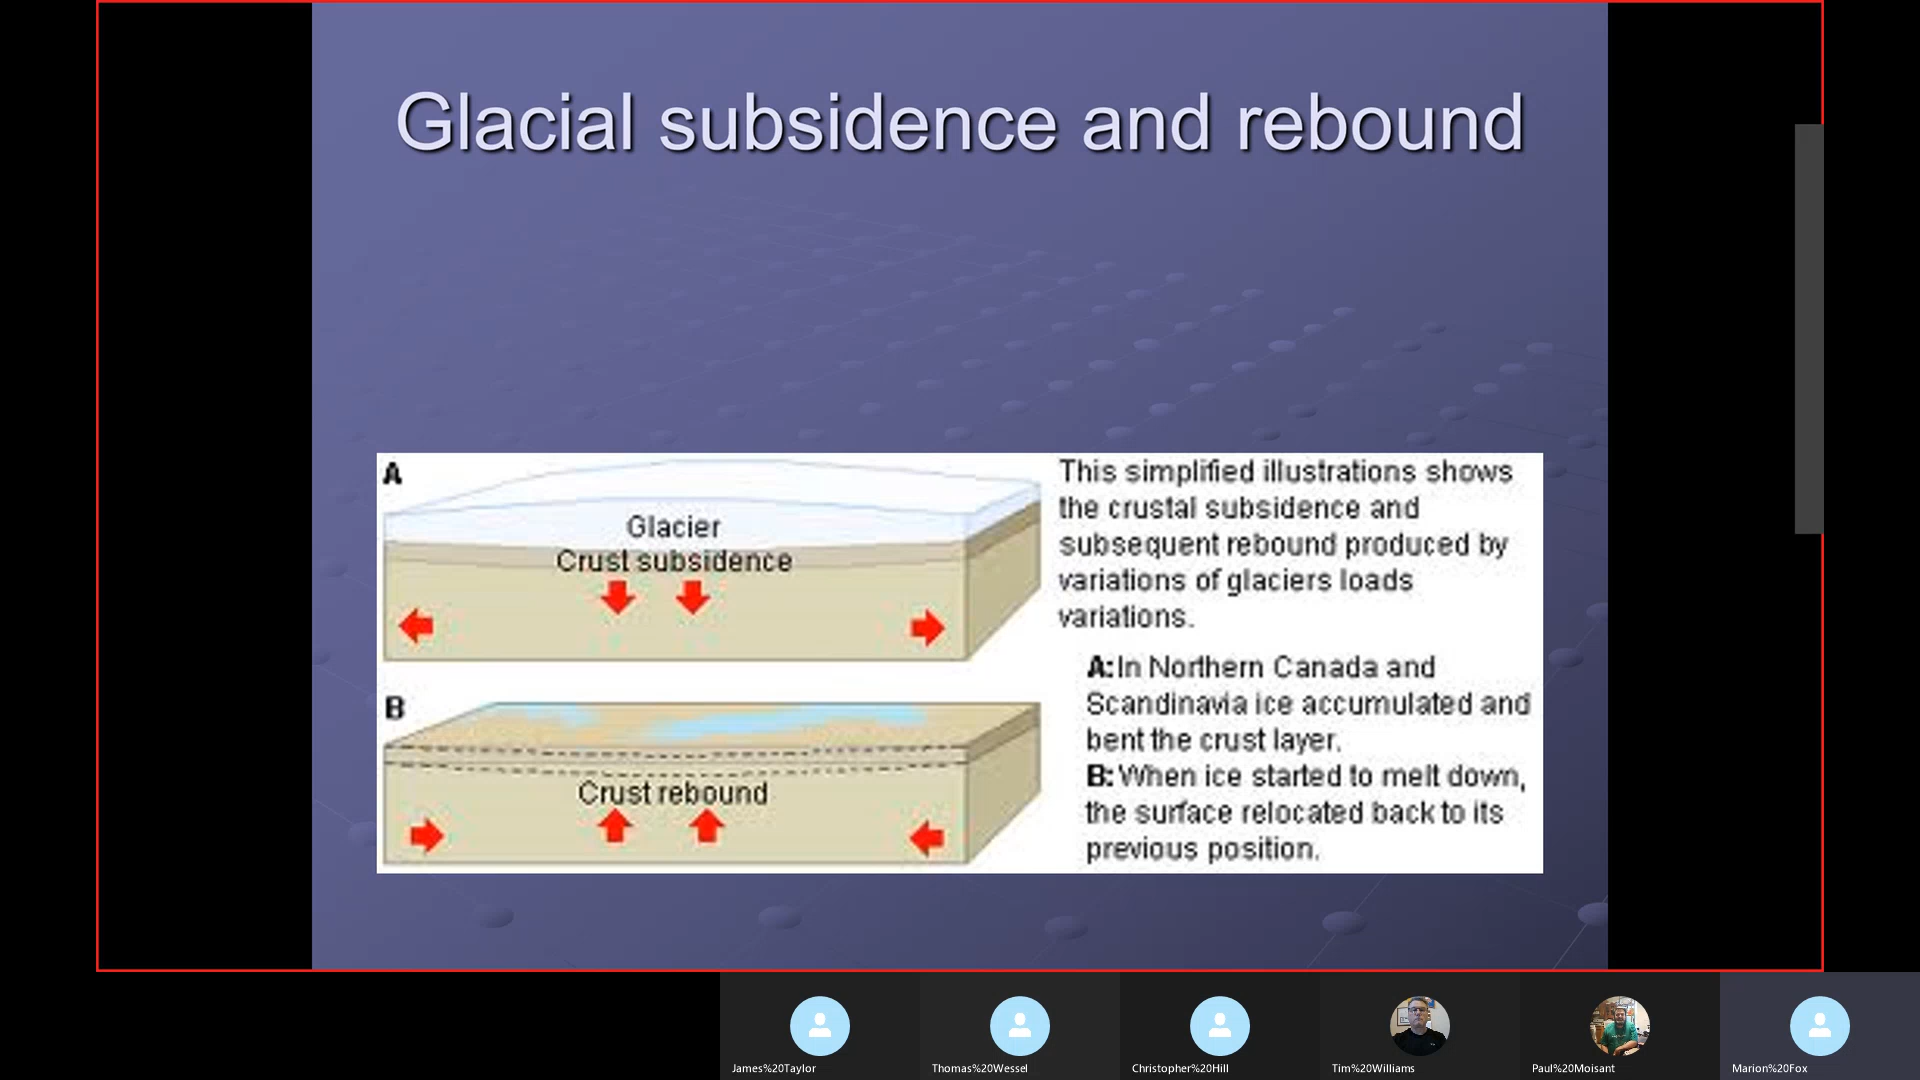 Glacial subsidence and rebound
A
Glacier
Crust subsidence
B
Crust rebound
This simplified illustrations shows
the crustal subsidence and
subsequent rebound produced by
variations of glaciers loads
variations.
A:In Northern Canada and
Scandinavia ice accumulated and
bent the crust layer.
B:When ice started to melt down,
the surface relocated back to its
previous position.
James%20Taylor
Thomas%20Wessel
Christopher%20Hill
Tim%20Williams
Paul%20Moisant
Marion%20Fox